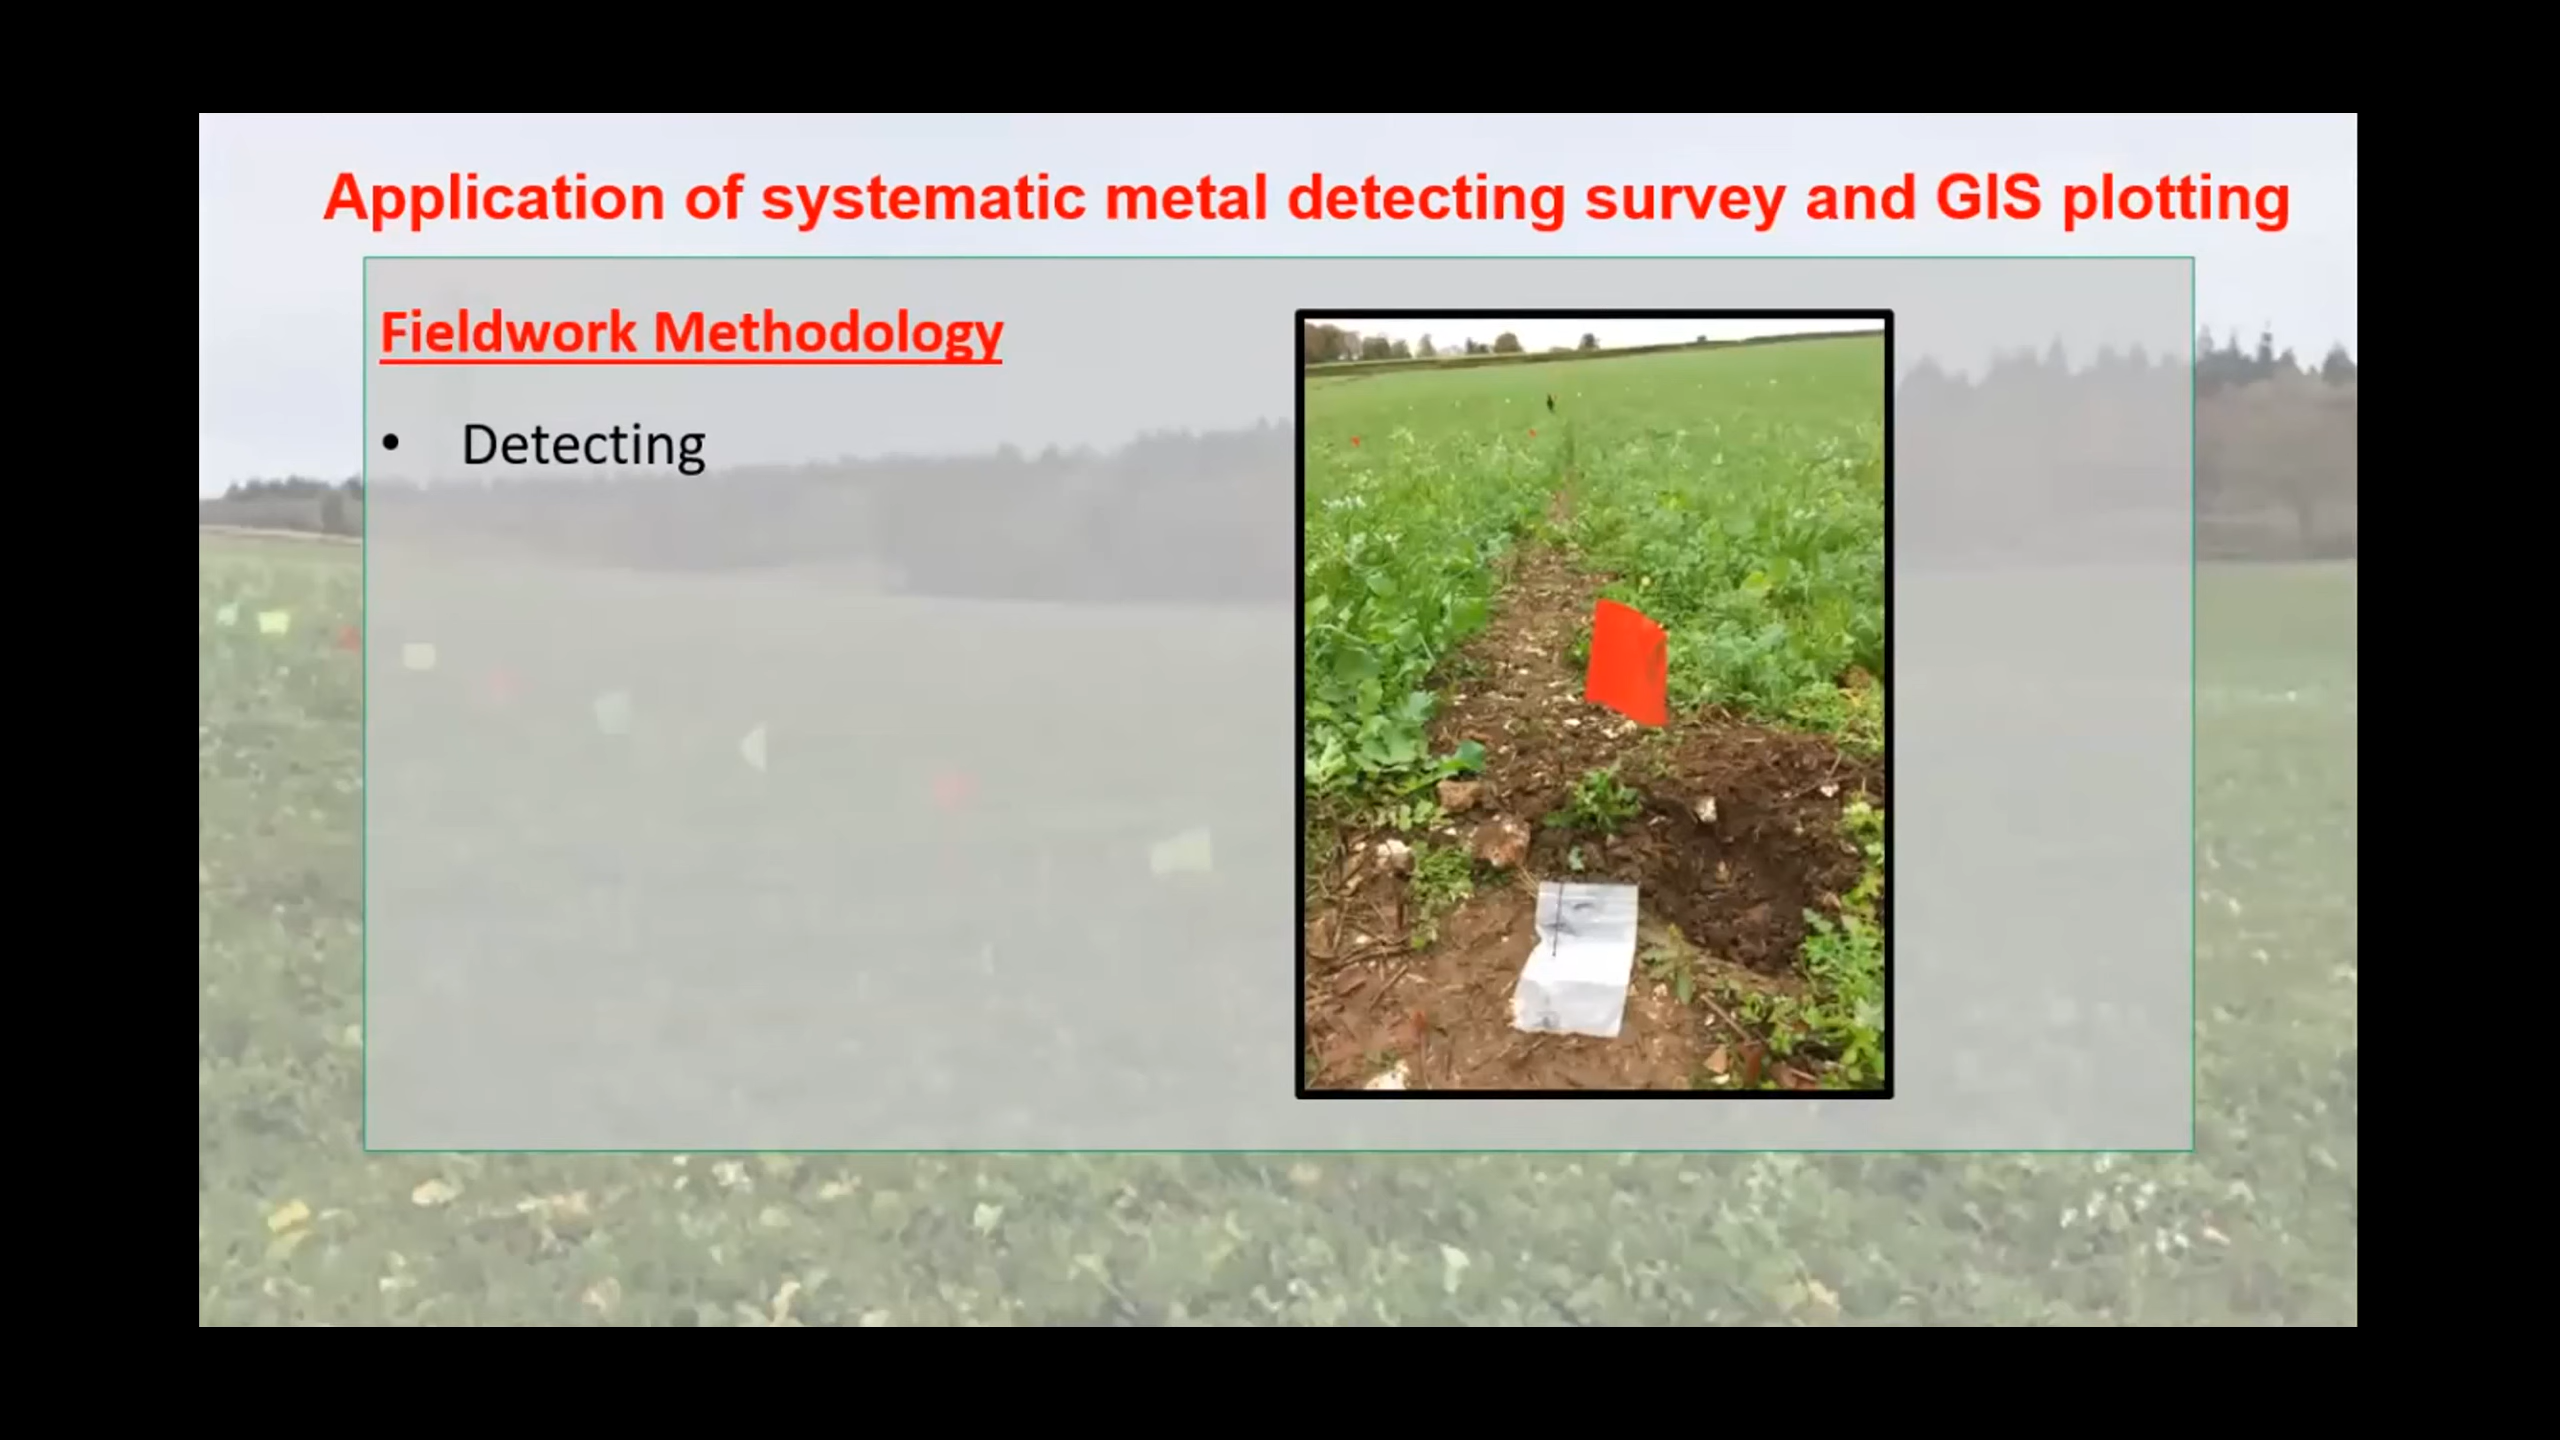 Application of systematic metal detecting survey and GIS plotting
Fieldwork Methodology
• Detecting